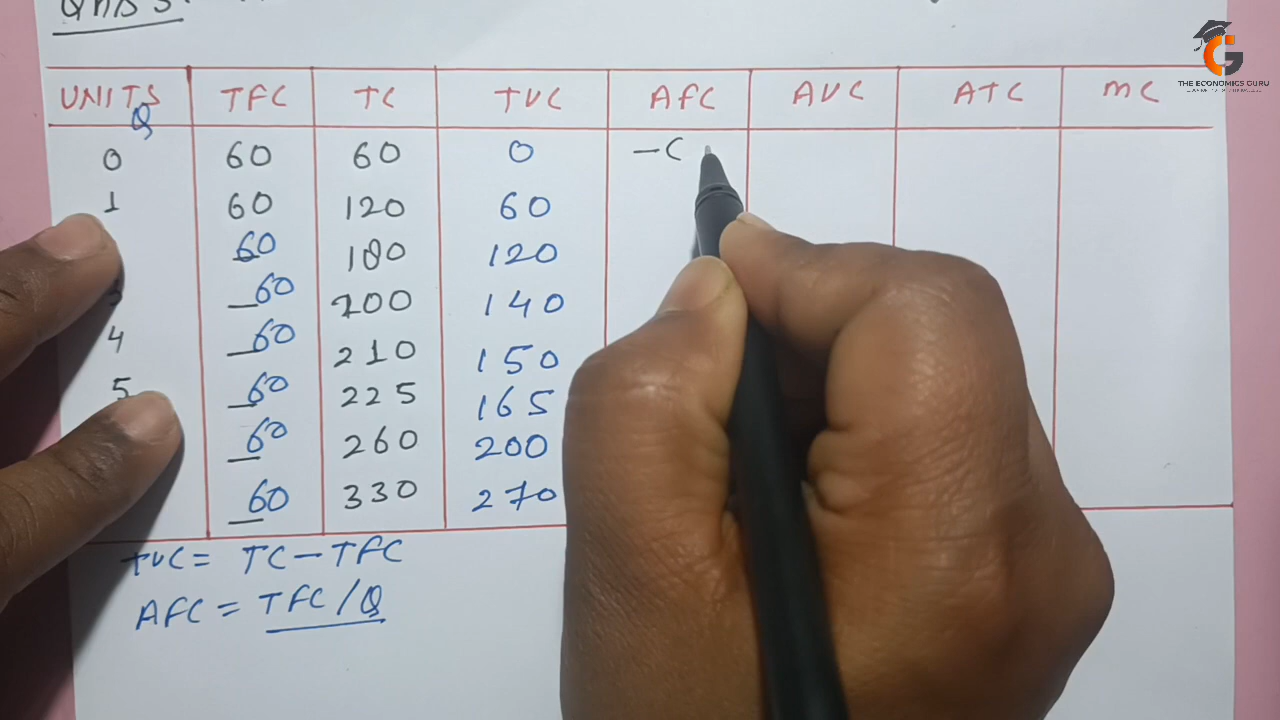 UNITS TFC TC TVC AFC AVC ATC MC
Q
0 60 60 0 —C
1 60 120 60
60 180 120
60 200 140
4 60 210 150
5 60 225 165
60 260 200
60 330 270
TVC = TC - TFC
AFC = TFC / Q
THE ECONOMICS GURU